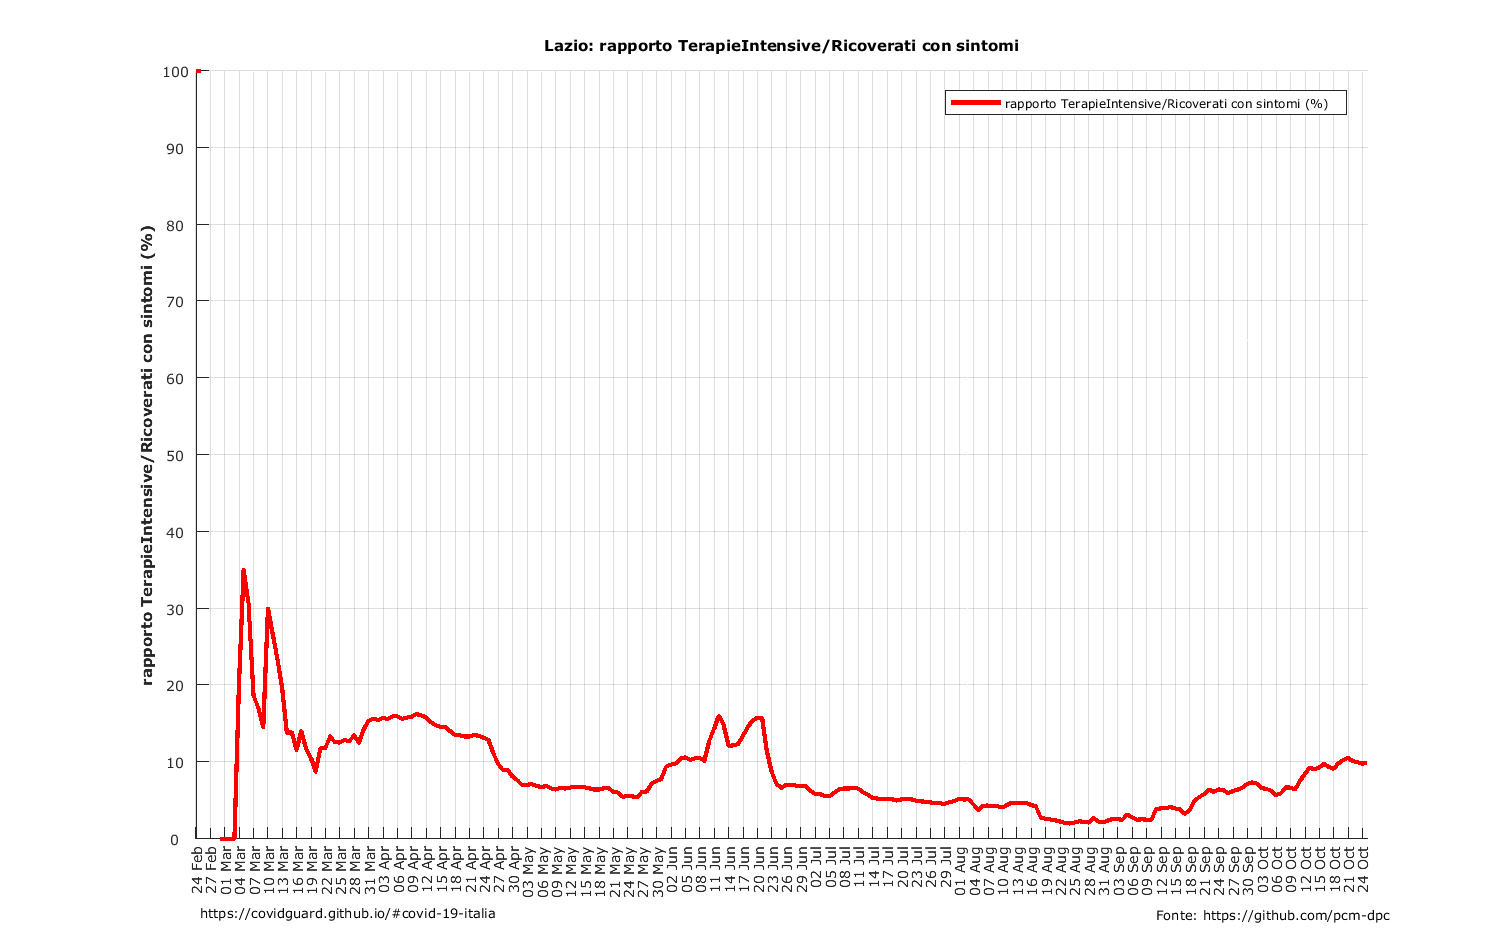 Lazio: rapporto TerapieIntensive/Ricoverati con sintomi
rapporto TerapieIntensive/Ricoverati con sintomi (%)
rapporto TerapieIntensive/Ricoverati con sintomi (%)
100
90
80
70
60
50
40
30
20
10
0
24 Feb
27 Feb
01 Mar
04 Mar
07 Mar
10 Mar
13 Mar
16 Mar
19 Mar
22 Mar
25 Mar
28 Mar
31 Mar
03 Apr
06 Apr
09 Apr
12 Apr
15 Apr
18 Apr
21 Apr
24 Apr
27 Apr
30 Apr
03 May
06 May
09 May
12 May
15 May
18 May
21 May
24 May
27 May
30 May
02 Jun
05 Jun
08 Jun
11 Jun
14 Jun
17 Jun
20 Jun
23 Jun
26 Jun
29 Jun
02 Jul
05 Jul
08 Jul
11 Jul
14 Jul
17 Jul
20 Jul
23 Jul
26 Jul
29 Jul
01 Aug
04 Aug
07 Aug
10 Aug
13 Aug
16 Aug
19 Aug
22 Aug
25 Aug
28 Aug
31 Aug
03 Sep
06 Sep
09 Sep
12 Sep
15 Sep
18 Sep
21 Sep
24 Sep
27 Sep
30 Sep
03 Oct
06 Oct
09 Oct
12 Oct
15 Oct
18 Oct
21 Oct
24 Oct
https://covidguard.github.io/#covid-19-italia
Fonte: https://github.com/pcm-dpc